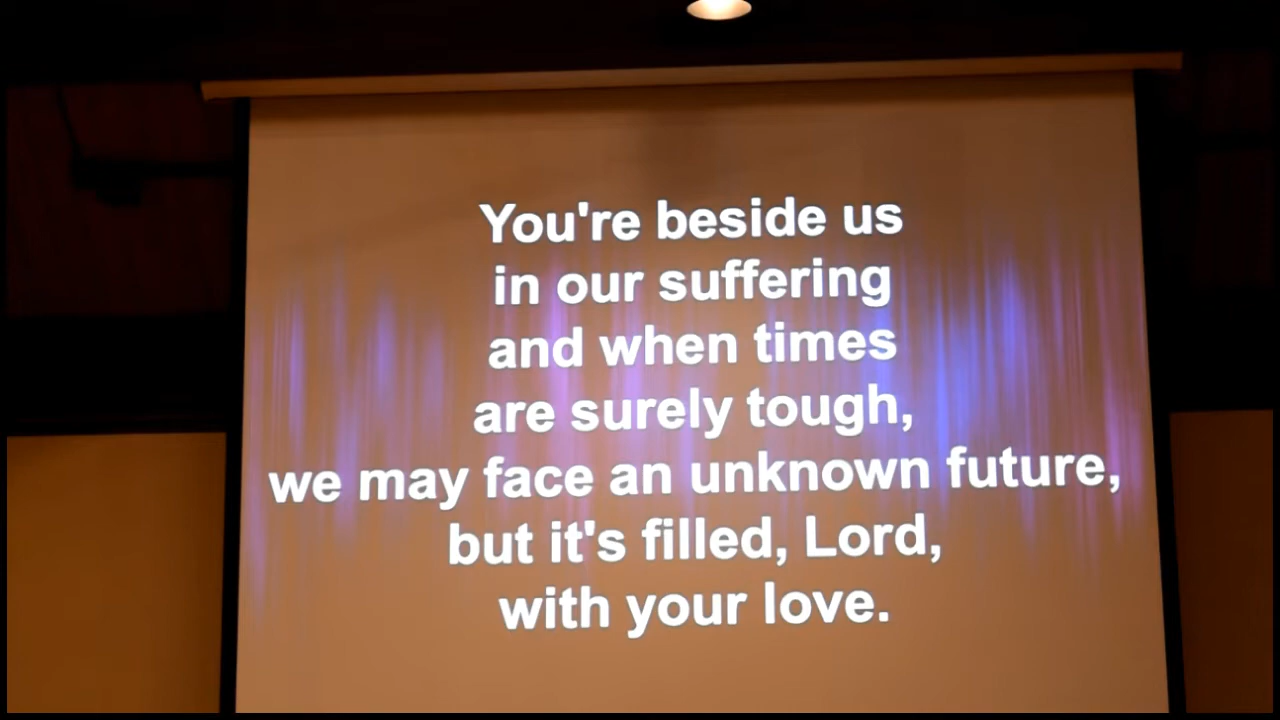 You're beside us
in our suffering
and when times
are surely tough,
we may face an unknown future,
but it's filled, Lord,
with your love.